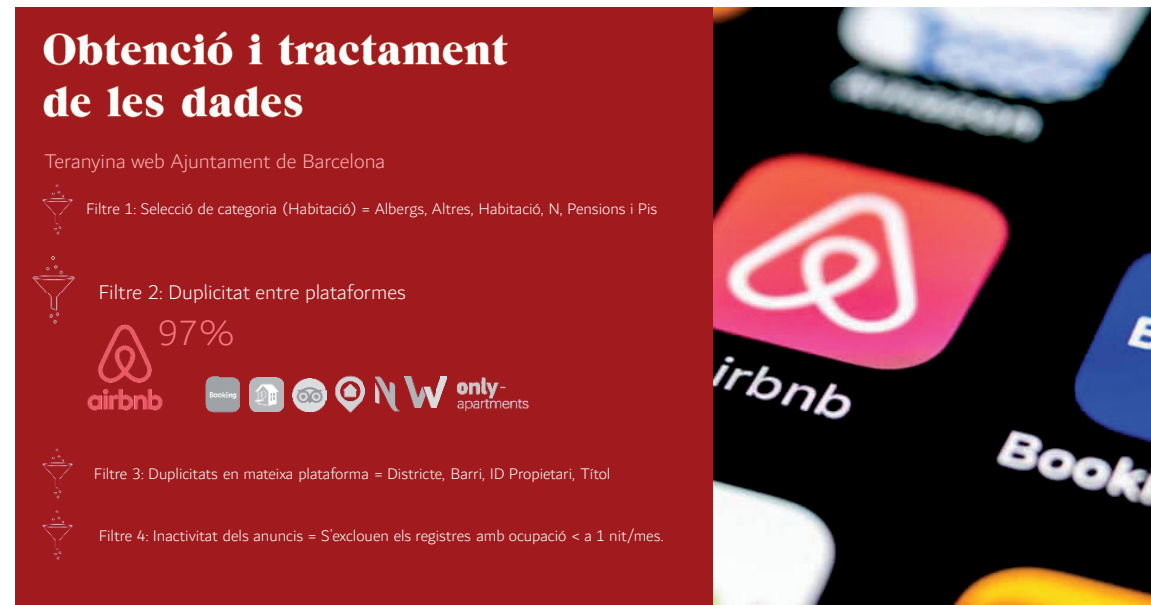 Obtenció i tractament
de les dades
Teranyina web Ajuntament de Barcelona
Filtre 1: Selecció de categoria (Habitació) = Albergs, Altres, Habitació, N, Pensions i Pis
Filtre 2: Duplicitat entre plataformes
97%
airbnb
Booking
only-
apartments
Filtre 3: Duplicitats en mateixa plataforma = Districte, Barri, ID Propietari, Títol
Filtre 4: Inactivitat dels anuncis = S'exclouen els registres amb ocupació < a 1 nit/mes.
amazon
irbnb
B
Booki